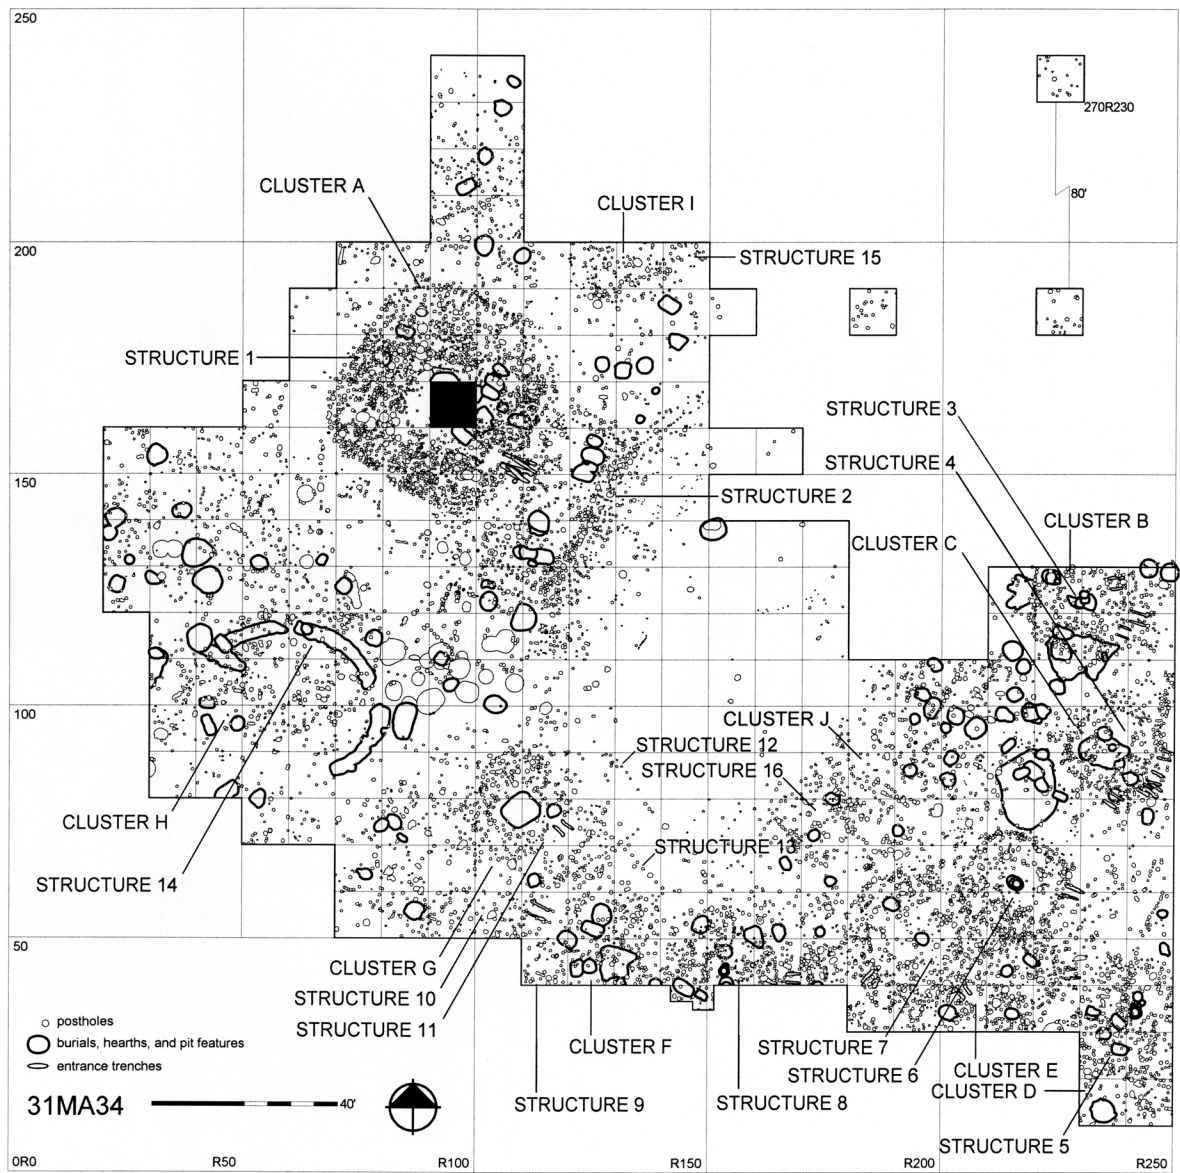 250
270R230
CLUSTER A
80'
CLUSTER I
200
STRUCTURE 15
STRUCTURE 1
STRUCTURE 3
STRUCTURE 4
150
STRUCTURE 2
CLUSTER B
CLUSTER C
100
CLUSTER J
STRUCTURE 12
STRUCTURE 16
CLUSTER H
STRUCTURE 13
STRUCTURE 14
50
CLUSTER G
STRUCTURE 10
STRUCTURE 11
postholes
burials, hearths, and pit features
entrance trenches
CLUSTER F
STRUCTURE 7
STRUCTURE 6
CLUSTER E
CLUSTER D
31MA34
40'
STRUCTURE 9
STRUCTURE 8
STRUCTURE 5
0R0
R50
R100
R150
R200
R250